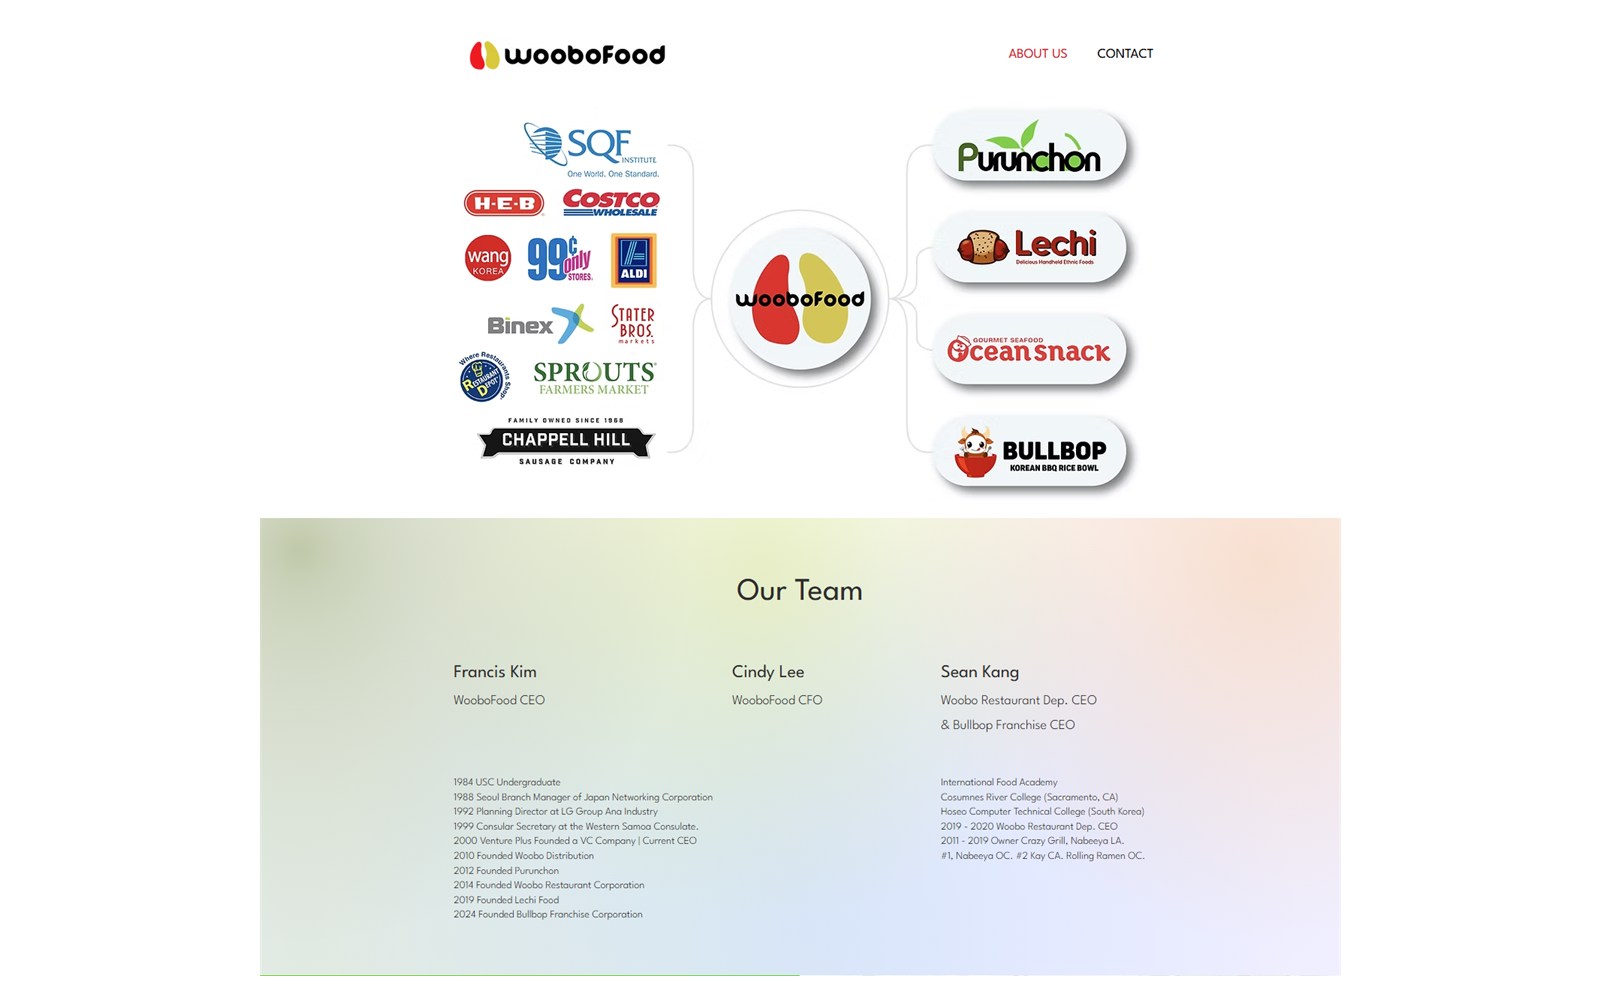 wooboFood
ABOUT US
CONTACT
SQF
INSTITUTE
One World. One Standard.
H-E-B
COSTCO
WHOLESALE
wang
KOREA
99¢
only
STORES.
ALDI
Binex
STATER
BROS.
markets
Where Restaurants Shop
RESTAURANT
DEPOT
SPROUTS
FARMERS MARKET
FAMILY OWNED SINCE 1968
CHAPPELL HILL
SAUSAGE COMPANY
wooboFood
Purunchon
Lechi
Delicious Handheld Ethnic Foods
GOURMET SEAFOOD
Ocean snack
BULLBOP
KOREAN BBQ RICE BOWL
Our Team
Francis Kim
WooboFood CEO
1984 USC Undergraduate
1988 Seoul Branch Manager of Japan Networking Corporation
1992 Planning Director at LG Group Ana Industry
1999 Consular Secretary at the Western Samoa Consulate.
2000 Venture Plus Founded a VC Company | Current CEO
2010 Founded Woobo Distribution
2012 Founded Purunchon
2014 Founded Woobo Restaurant Corporation
2019 Founded Lechi Food
2024 Founded Bullbop Franchise Corporation
Cindy Lee
WooboFood CFO
Sean Kang
Woobo Restaurant Dep. CEO
& Bullbop Franchise CEO
International Food Academy
Cosumnes River College (Sacramento, CA)
Hoseo Computer Technical College (South Korea)
2019 - 2020 Woobo Restaurant Dep. CEO
2011 - 2019 Owner Crazy Grill, Nabeeya LA.
#1, Nabeeya OC. #2 Kay CA. Rolling Ramen OC.